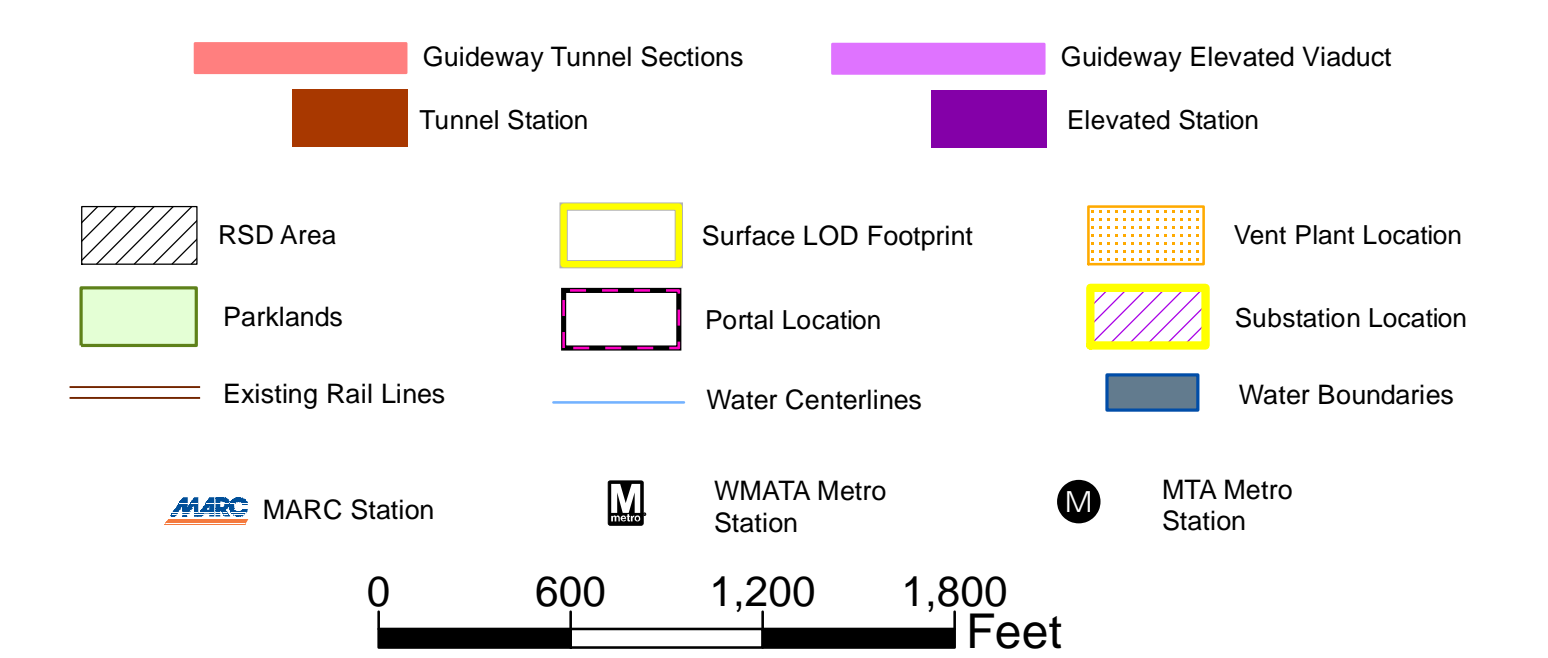 Guideway Tunnel Sections
Guideway Elevated Viaduct
Tunnel Station
Elevated Station
RSD Area
Surface LOD Footprint
Vent Plant Location
Parklands
Portal Location
Substation Location
Existing Rail Lines
Water Centerlines
Water Boundaries
MARC
MARC Station
M
metro
WMATA Metro
Station
M
MTA Metro
Station
0 600 1,200 1,800
Feet